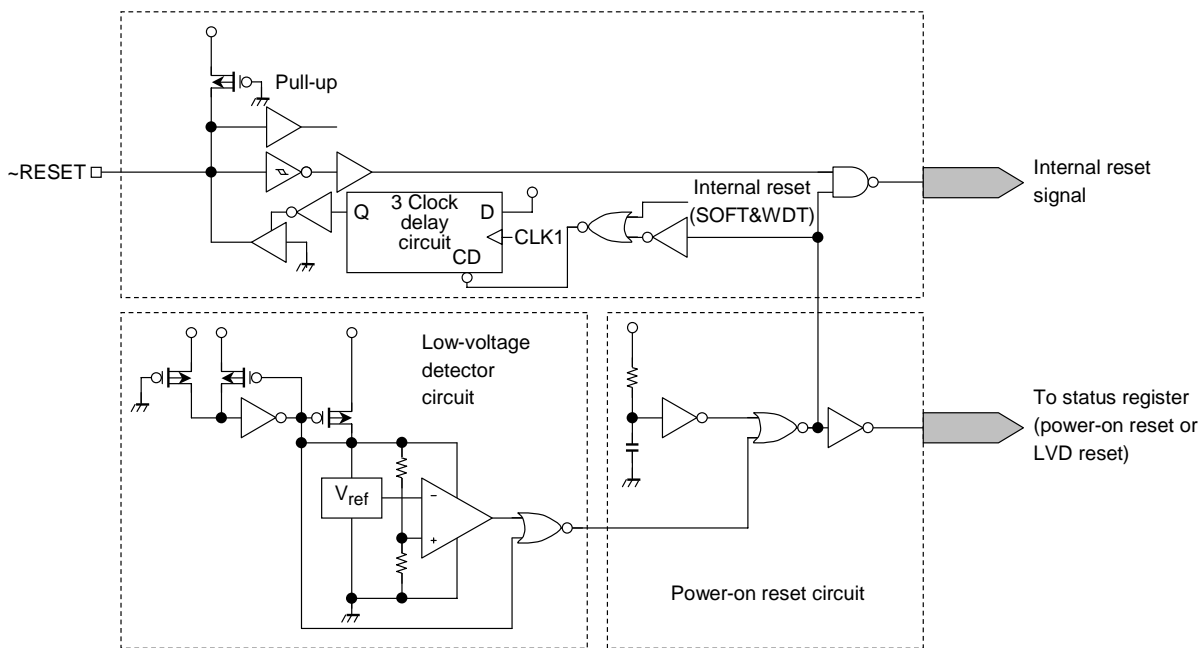 Pull-up
~RESET
Internal reset
signal
3 Clock
delay
circuit
Q
D
CLK1
CD
Internal reset
(SOFT&WDT)
Low-voltage
detector
circuit
Vref
−
+
To status register
(power-on reset or
LVD reset)
Power-on reset circuit